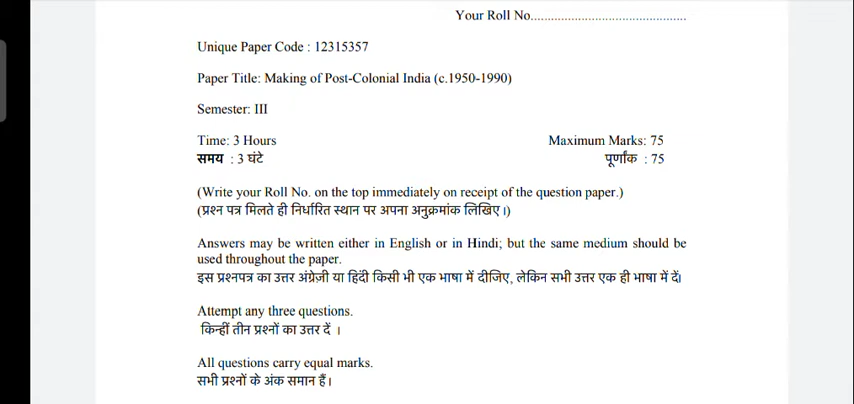 Your Roll No................................................
Unique Paper Code : 12315357
Paper Title: Making of Post-Colonial India (c.1950-1990)
Semester: III
Time: 3 Hours Maximum Marks: 75
समय : 3 घंटे पूर्णांक : 75
(Write your Roll No. on the top immediately on receipt of the question paper.)
(प्रश्न पत्र मिलते ही निर्धारित स्थान पर अपना अनुक्रमांक लिखिए।)
Answers may be written either in English or in Hindi; but the same medium should be
used throughout the paper.
इस प्रश्नपत्र का उत्तर अंग्रेज़ी या हिंदी किसी भी एक भाषा में दीजिए, लेकिन सभी उत्तर एक ही भाषा में दें।
Attempt any three questions.
किन्हीं तीन प्रश्नों का उत्तर दें ।
All questions carry equal marks.
सभी प्रश्नों के अंक समान हैं।